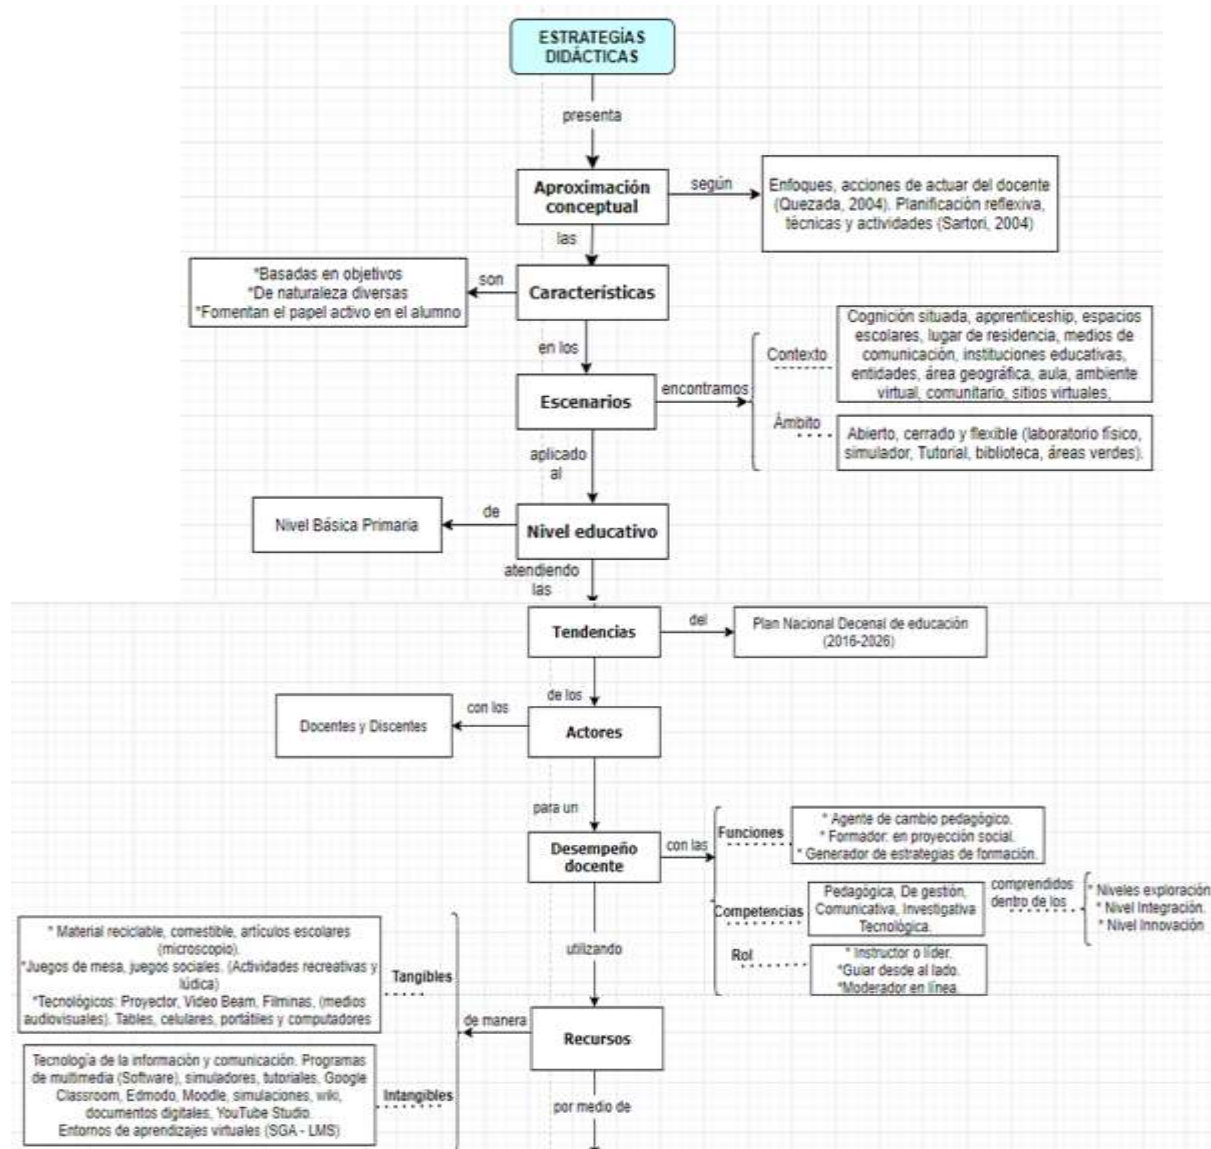 ESTRATEGÍAS
DIDÁCTICAS
presenta
Aproximación
conceptual
según
Enfoques, acciones de actuar del docente
(Quezada, 2004). Planificación reflexiva,
técnicas y actividades (Sartori, 2004)
las
Característícas
son
*Basadas en objetivos
*De naturaleza diversas
*Fomentan el papel activo en el alumno
en los
Escenarios
encontramos
Contexto
Cognición situada, apprenticeship, espacios
escolares, lugar de residencia, medios de
comunicación, instituciones educativas,
entidades, área geográfica, aula, ambiente
virtual, comunitario, sitios virtuales,
Ámbito
Abierto, cerrado y flexible (laboratorio físico,
simulador, Tutorial, biblioteca, áreas verdes).
aplicado
al
Nivel educativo
de
Nivel Básica Primaria
atendiendo
las
Tendencias
del
Plan Nacional Decenal de educación
(2016-2026)
de los
Actores
con los
Docentes y Discentes
para un
Desempeño
docente
con las
Funciones
* Agente de cambio pedagógico.
* Formador: en proyección social.
* Generador de estrategias de formación.
Competencias
Pedagógica, De gestión,
Comunicativa, Investigativa
Tecnológica.
comprendidos
dentro de los
* Niveles exploración
* Nivel Integración.
* Nivel Innovación
Rol
* Instructor o líder.
*Guiar desde al lado.
*Moderador en línea.
utilizando
Recursos
de manera
Tangibles
* Material reciclable, comestible, artículos escolares
(microscopio).
*Juegos de mesa, juegos sociales. (Actividades recreativas y
lúdica)
*Tecnológicos: Proyector, Video Beam, Filminas, (medios
audiovisuales). Tables, celulares, portátiles y computadores
Intangibles
Tecnología de la información y comunicación. Programas
de multimedia (Software), simuladores, tutoriales, Google
Classroom, Edmodo, Moodle, simulaciones, wiki,
documentos digitales, YouTube Studio.
Entornos de aprendizajes virtuales (SGA - LMS)
por medio de